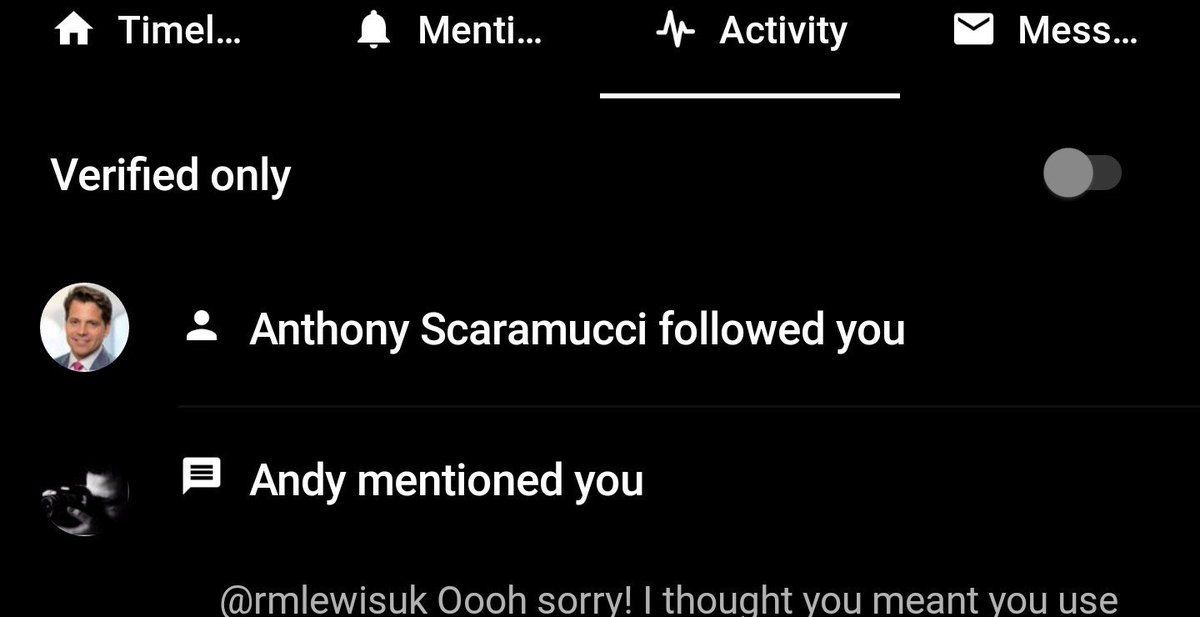 Timel...
Menti...
Activity
Mess...
Verified only
Anthony Scaramucci followed you
Andy mentioned you
@rmlewisuk Oooh sorry! I thought you meant you use